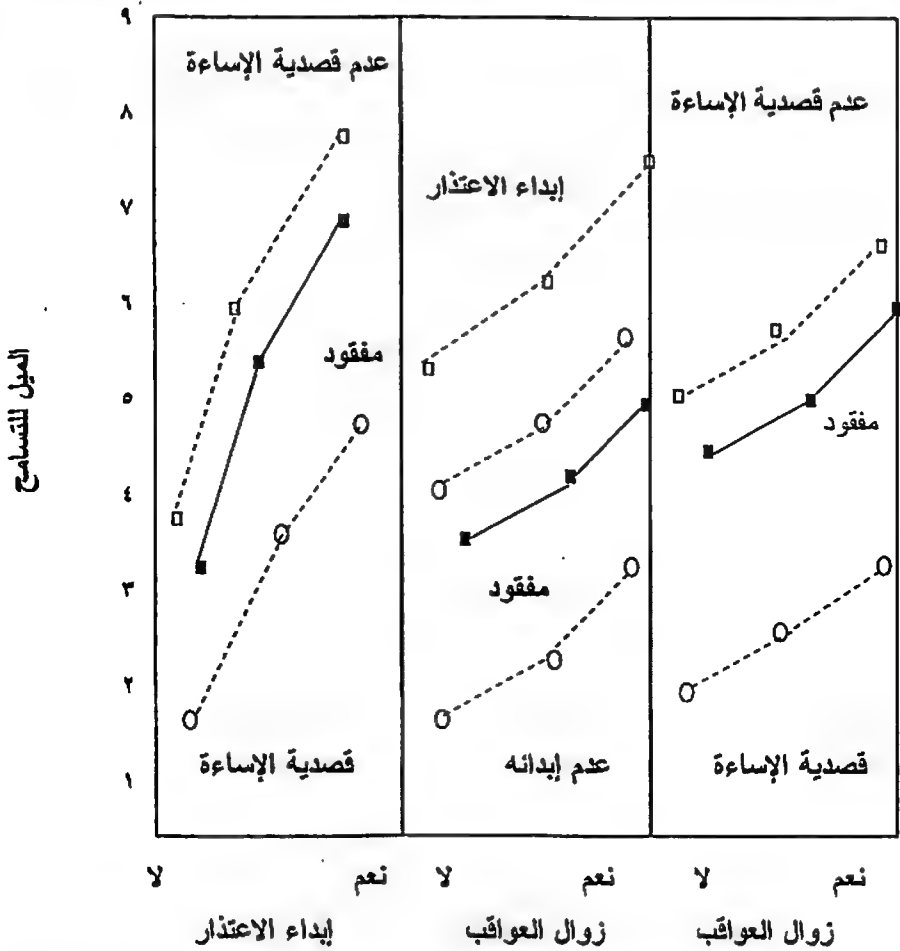 ٩
٨
٧
٦
٥
٤
٣
٢
١
الميل للتسامح
عدم قصدية الإساءة
مفقود
قصدية الإساءة
إبداء الاعتذار
مفقود
عدم إبدائه
عدم قصدية الإساءة
مفقود
قصدية الإساءة
لا نعم
إبداء الاعتذار
لا نعم
زوال العواقب
لا نعم
زوال العواقب